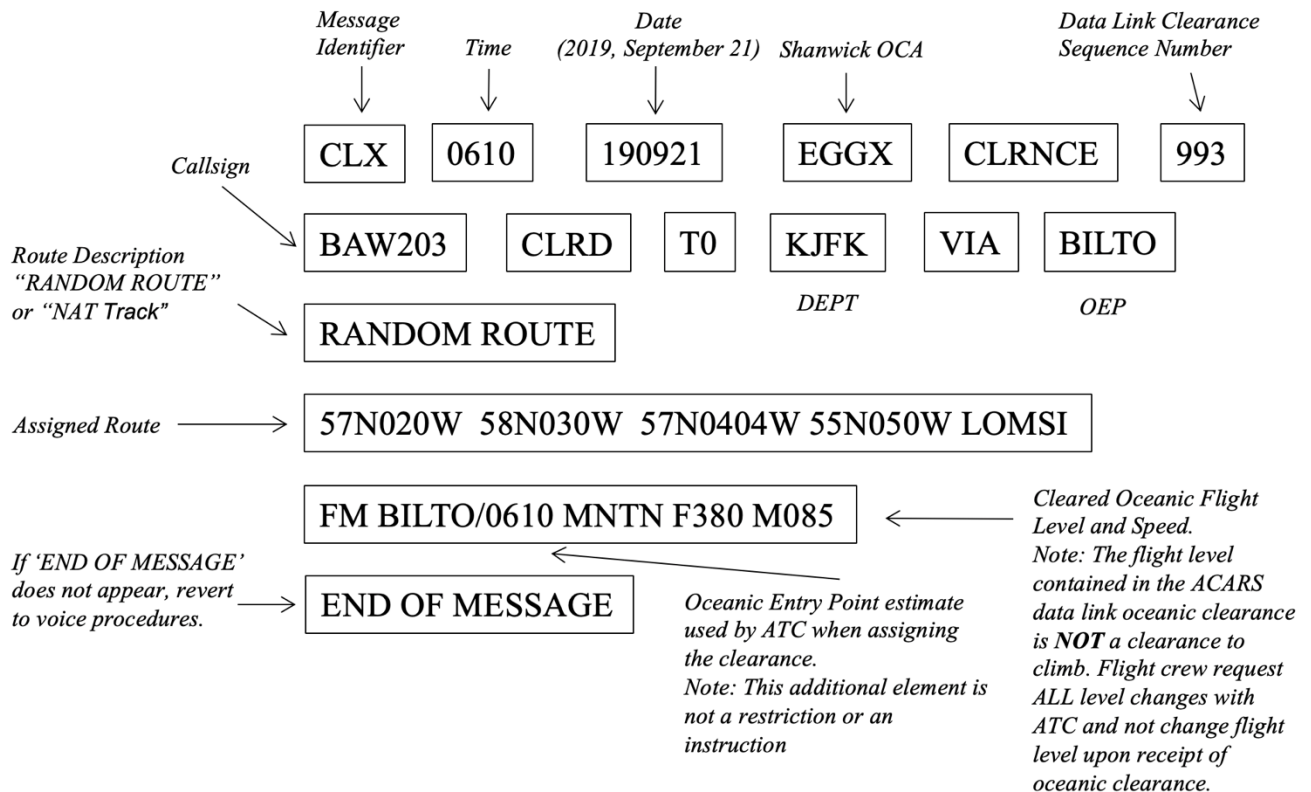 Message
Identifier
Time
Date
(2019, September 21)
Shanwick OCA
Data Link Clearance
Sequence Number
CLX 0610 190921 EGGX CLRNCE 993
Callsign
BAW203 CLRD T0 KJFK VIA BILTO
DEPT OEP
Route Description
“RANDOM ROUTE”
or “NAT Track”
RANDOM ROUTE
Assigned Route
57N020W 58N030W 57N0404W 55N050W LOMSI
FM BILTO/0610 MNTN F380 M085
Cleared Oceanic Flight
Level and Speed.
Note: The flight level
contained in the ACARS
data link oceanic clearance
is NOT a clearance to
climb. Flight crew request
ALL level changes with
ATC and not change flight
level upon receipt of
oceanic clearance.
If ‘END OF MESSAGE’
does not appear, revert
to voice procedures.
END OF MESSAGE
Oceanic Entry Point estimate
used by ATC when assigning
the clearance.
Note: This additional element is
not a restriction or an
instruction